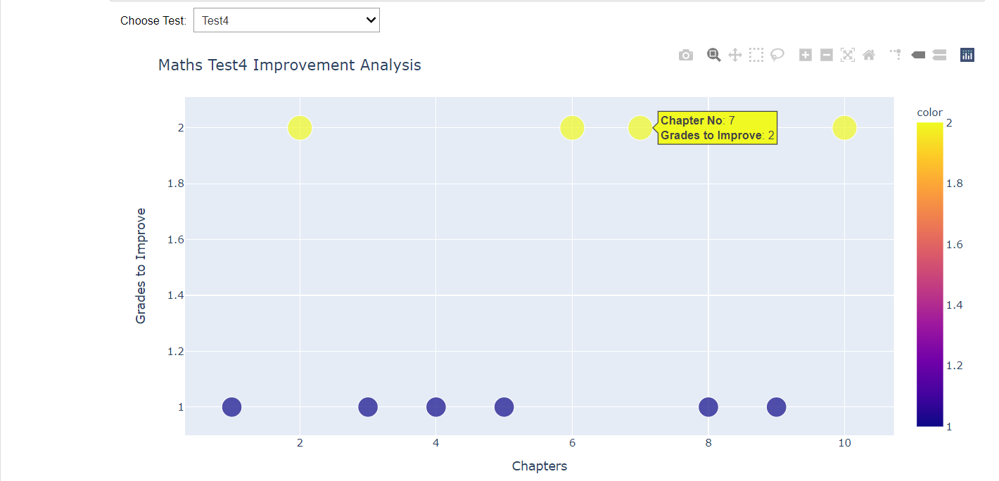 Choose Test: Test4
Maths Test4 Improvement Analysis
Chapter No: 7
Grades to Improve: 2
2
1.8
1.6
1.4
1.2
1
Grades to Improve
2 4 6 8 10
Chapters
color
2
1.8
1.6
1.4
1.2
1